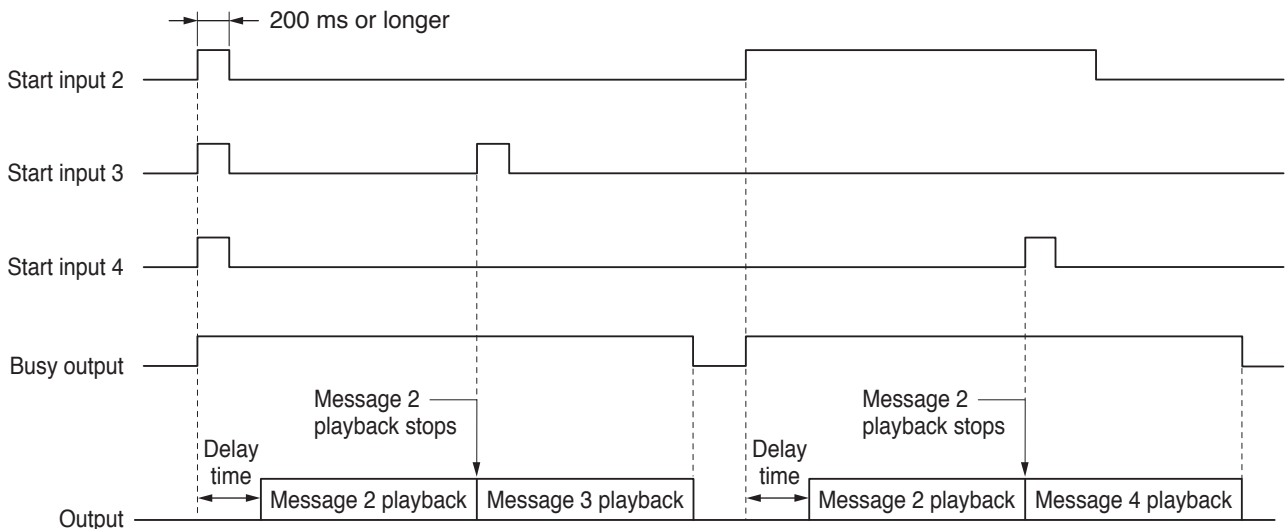 200 ms or longer
Start input 2
Start input 3
Start input 4
Busy output
Message 2
playback stops
Message 2
playback stops
Delay
time
Delay
time
Message 2 playback
Message 3 playback
Message 2 playback
Message 4 playback
Output